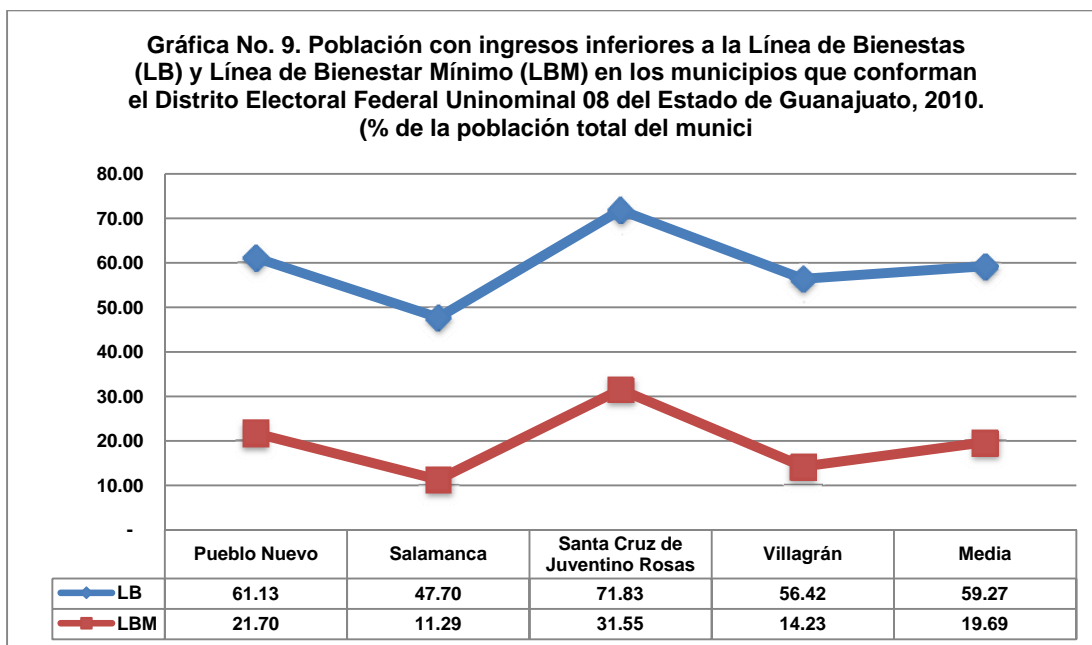 Gráfica No. 9. Población con ingresos inferiores a la Línea de Bienestas
(LB) y Línea de Bienestar Mínimo (LBM) en los municipios que conforman
el Distrito Electoral Federal Uninominal 08 del Estado de Guanajuato, 2010.
(% de la población total del munici
80.00
70.00
60.00
50.00
40.00
30.00
20.00
10.00
-
Pueblo Nuevo Salamanca Santa Cruz de Villagrán Media
Juventino Rosas
LB 61.13 47.70 71.83 56.42 59.27
LBM 21.70 11.29 31.55 14.23 19.69